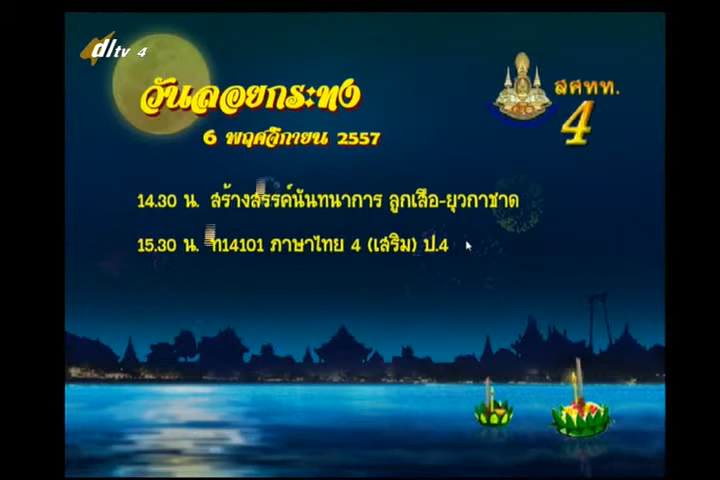 dltv 4
วันลอยกระทง
6 พฤศจิกายน 2557
สศทท.
4
14.30 น. สร้างสรรค์นันทนาการ ลูกเสือ-ยุวกาชาด
15.30 น. ท14101 ภาษาไทย 4 (เสริม) ป.4